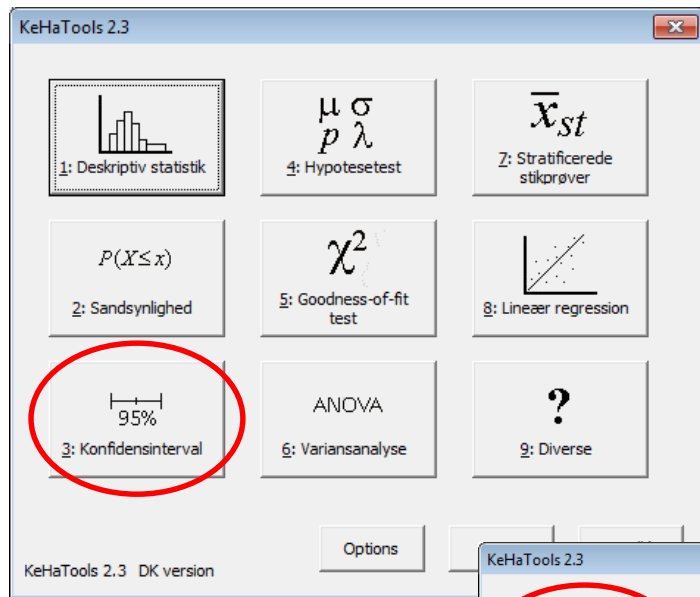 KeHaTools 2.3
1: Deskriptiv statistik
μ σ
p λ
4: Hypotesetest
x̅st
7: Stratificerede
stikprøver
P(X≤x)
2: Sandsynlighed
χ²
5: Goodness-of-fit
test
8: Lineær regression
95%
3: Konfidensinterval
ANOVA
6: Variansanalyse
?
9: Diverse
Options
KeHaTools 2.3 DK version
KeHaTools 2.3